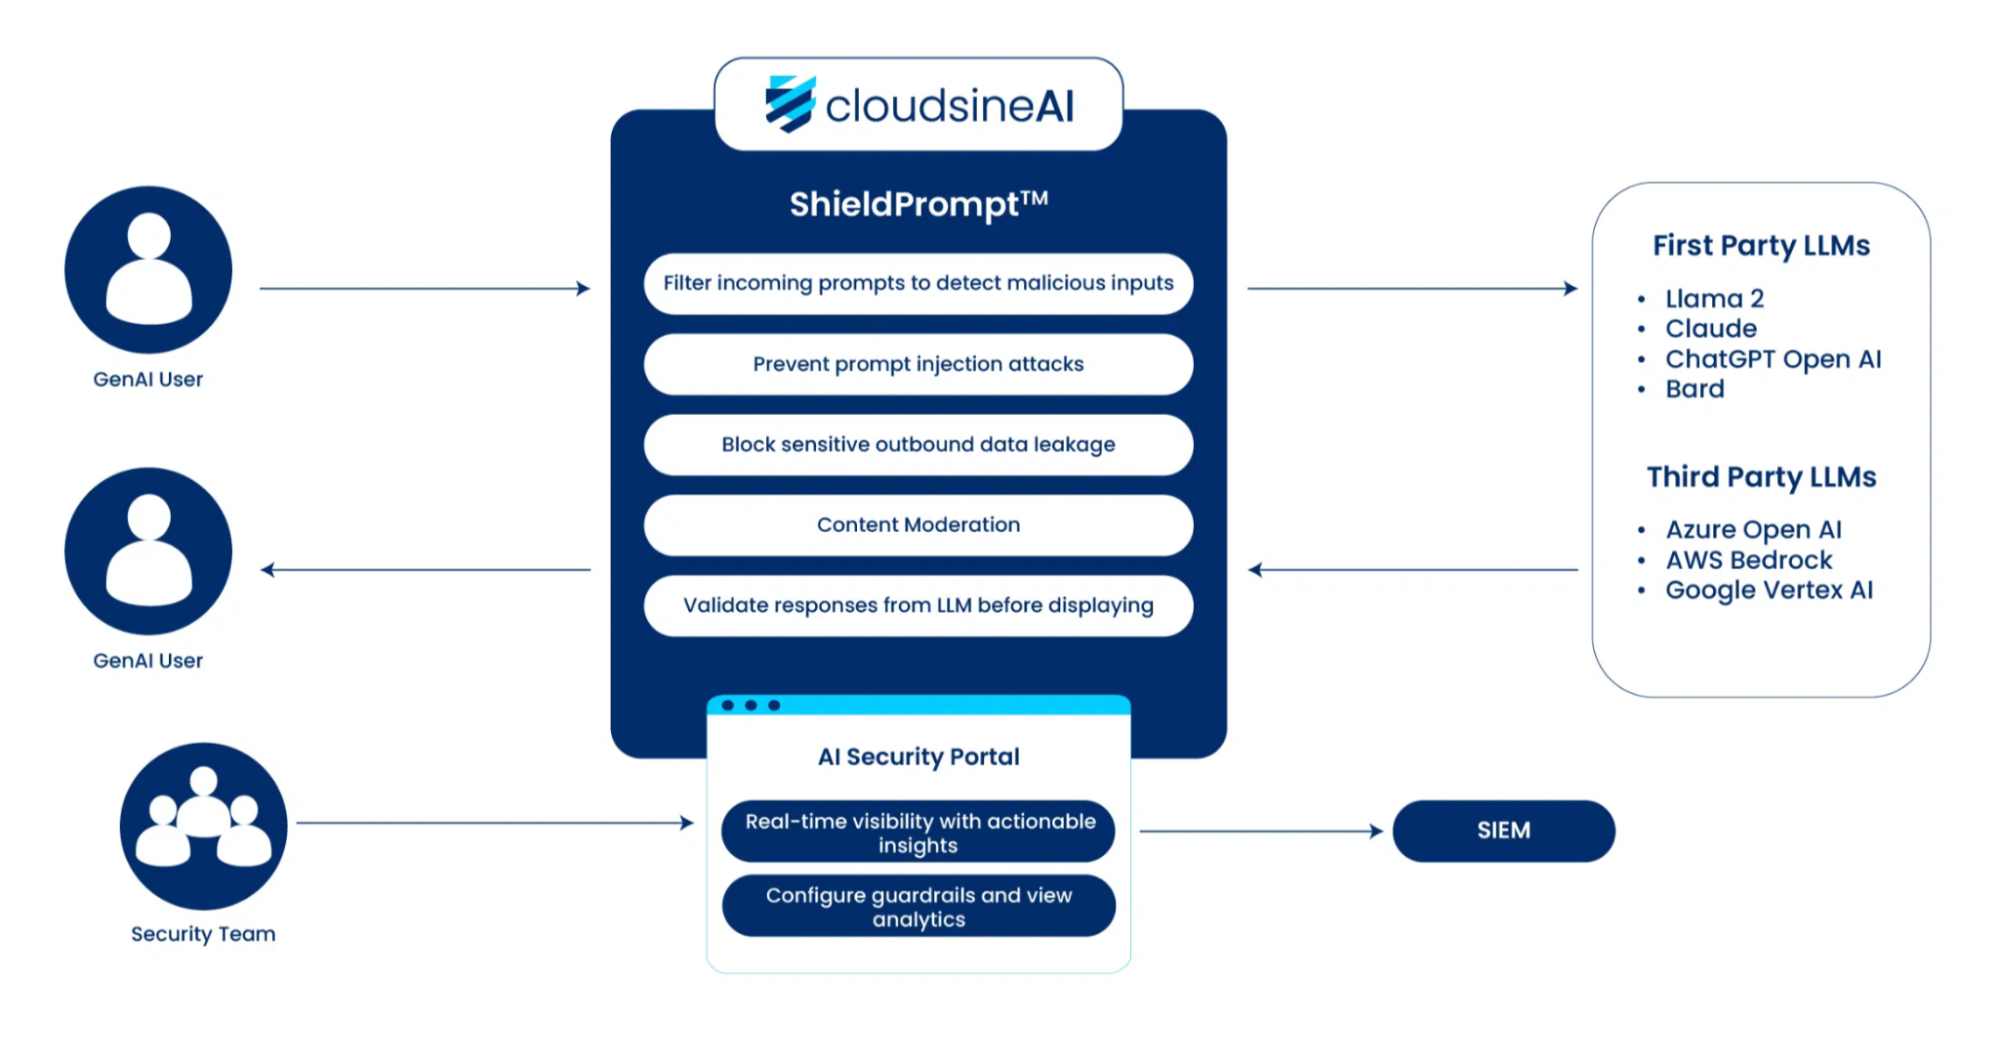 cloudsineAI
ShieldPrompt™
Filter incoming prompts to detect malicious inputs
Prevent prompt injection attacks
Block sensitive outbound data leakage
Content Moderation
Validate responses from LLM before displaying
GenAI User
GenAI User
Security Team
AI Security Portal
Real-time visibility with actionable
insights
Configure guardrails and view
analytics
SIEM
First Party LLMs
• Llama 2
• Claude
• ChatGPT Open AI
• Bard
Third Party LLMs
• Azure Open AI
• AWS Bedrock
• Google Vertex AI